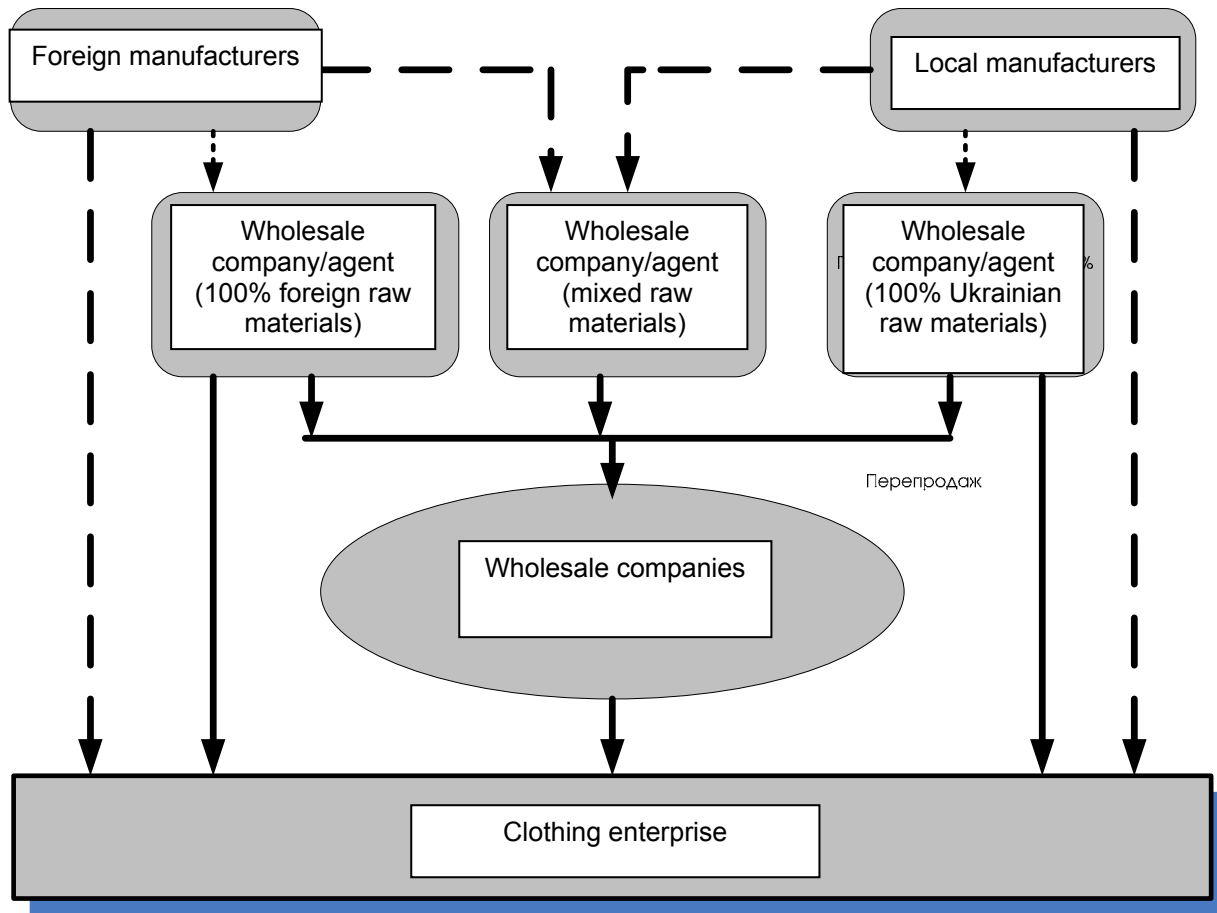 Foreign manufacturers
Local manufacturers
Wholesale
company/agent
(100% foreign raw
materials)
Wholesale
company/agent
(mixed raw
materials)
Wholesale
company/agent
(100% Ukrainian
raw materials)
%
Перепродаж
Wholesale companies
Clothing enterprise